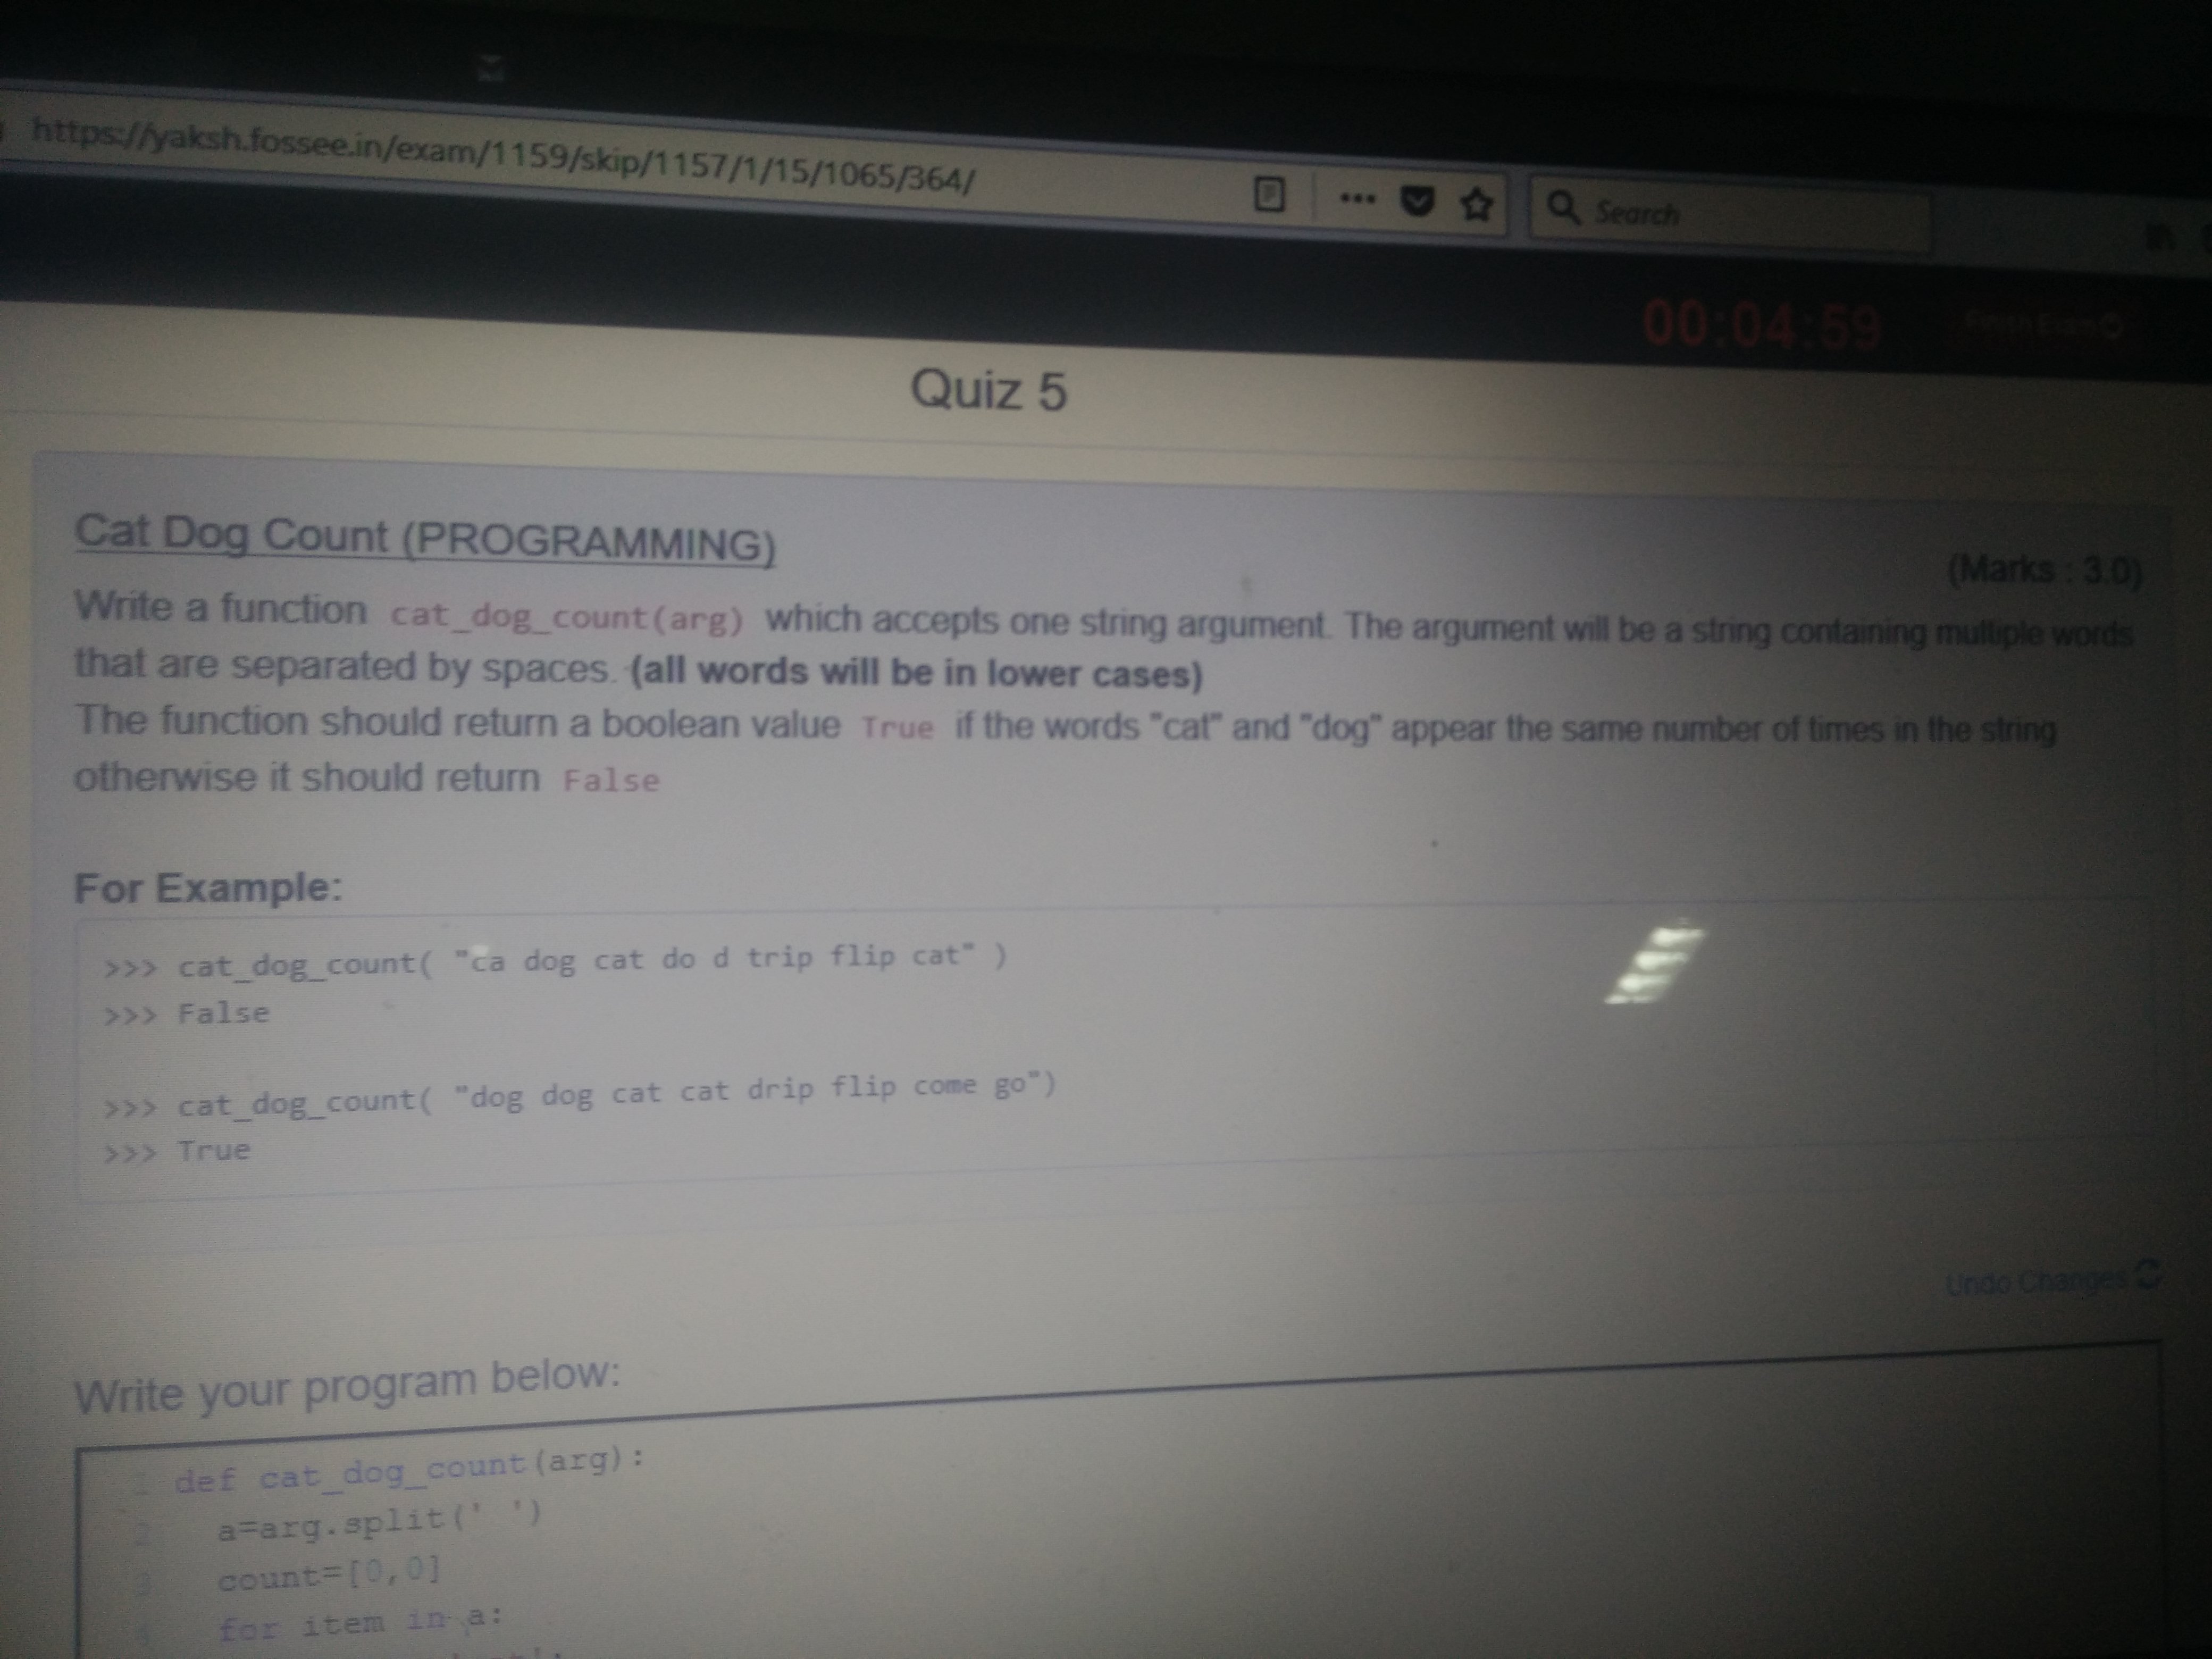 https://yaksh.fossee.in/exam/1159/skip/1157/1/15/1065/364/
Search
00:04:59
Quiz 5
Cat Dog Count (PROGRAMMING)
(Marks : 3.0)
Write a function cat_dog_count(arg) which accepts one string argument. The argument will be a string containing multiple words
that are separated by spaces. (all words will be in lower cases)
The function should return a boolean value True if the words "cat" and "dog" appear the same number of times in the string
otherwise it should return False
For Example:
>>> cat_dog_count( "ca dog cat do d trip flip cat" )
>>> False
>>> cat_dog_count( "dog dog cat cat drip flip come go")
>>> True
Undo Changes
Write your program below:
1 def cat_dog_count(arg):
2 a=arg.split(' ')
3 count=[0,0]
4 for item in a: